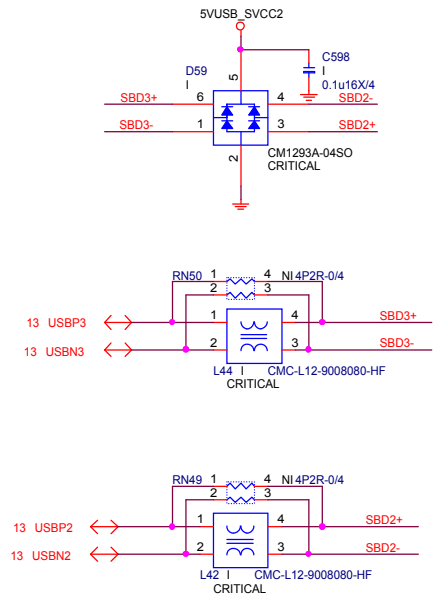 5VUSB_SVCC2
C598
I
0.1u16X/4
D59
I
5
SBD3+ 6 4 SBD2-
SBD3- 1 3 SBD2+
2
CM1293A-04SO
CRITICAL
RN50 1 4 NI 4P2R-0/4
2 3
13 USBP3 1 4 SBD3+
13 USBN3 2 3 SBD3-
L44 I CMC-L12-9008080-HF
CRITICAL
RN49 1 4 NI 4P2R-0/4
2 3
13 USBP2 1 4 SBD2+
13 USBN2 2 3 SBD2-
L42 I CMC-L12-9008080-HF
CRITICAL